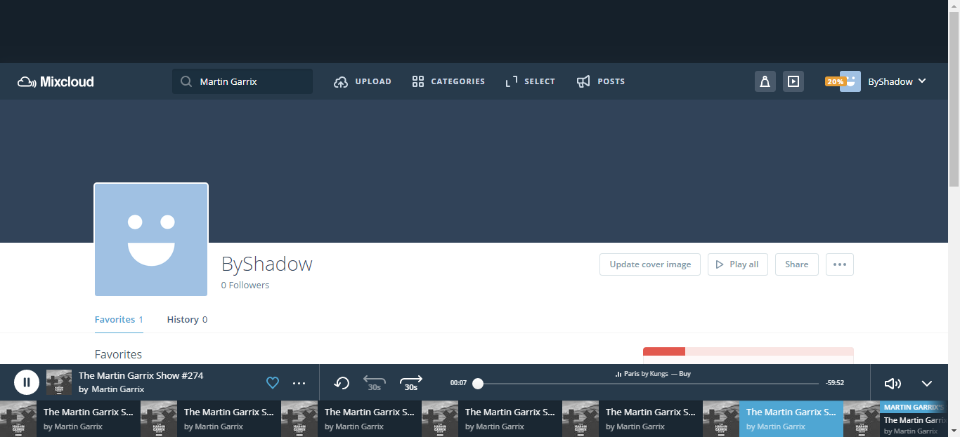 Mixcloud
Martin Garrix
UPLOAD
CATEGORIES
SELECT
POSTS
20%
ByShadow
ByShadow
0 Followers
Update cover image
Play all
Share
Favorites 1
History 0
Favorites
The Martin Garrix Show #274
by Martin Garrix
30s
30s
00:07
Paris by Kungs — Buy
-59:52
The Martin Garrix S...
by Martin Garrix
The Martin Garrix S...
by Martin Garrix
The Martin Garrix S...
by Martin Garrix
The Martin Garrix S...
by Martin Garrix
The Martin Garrix S...
by Martin Garrix
The Martin Garrix S...
by Martin Garrix
MARTIN GARRIX'
The Martin Garr
by Martin Garrix